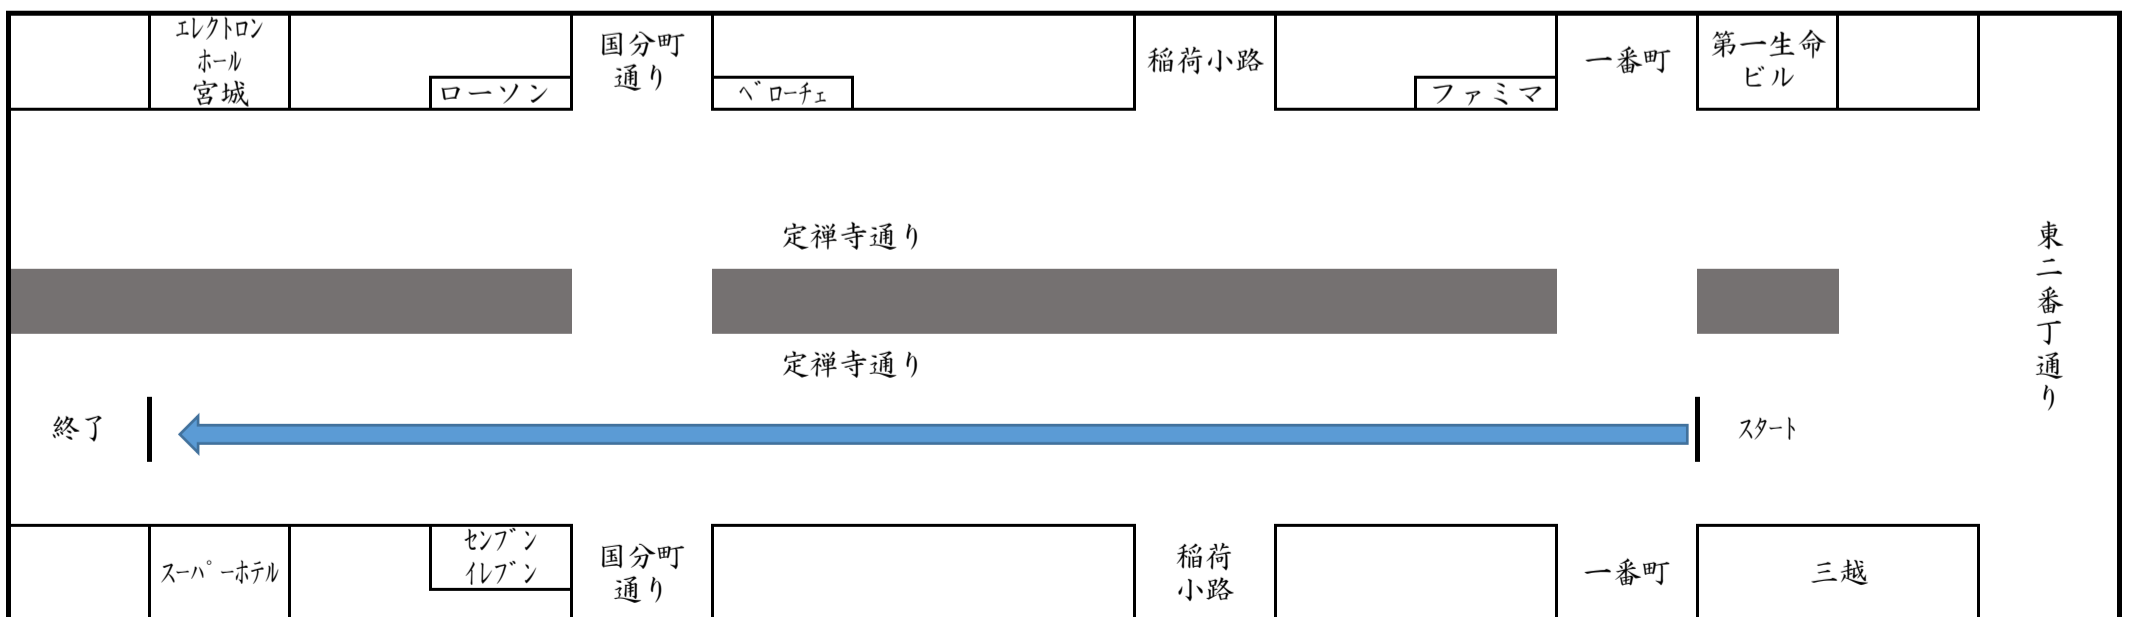 エレクトロン
ホール
宮城
ローソン
国分町
通り
ベローチェ
稲荷小路
ファミマ
一番町
第一生命
ビル
定禅寺通り
東二番丁通り
定禅寺通り
終了
スタート
スーパーホテル
センブン
イレブン
国分町
通り
稲荷
小路
一番町
三越